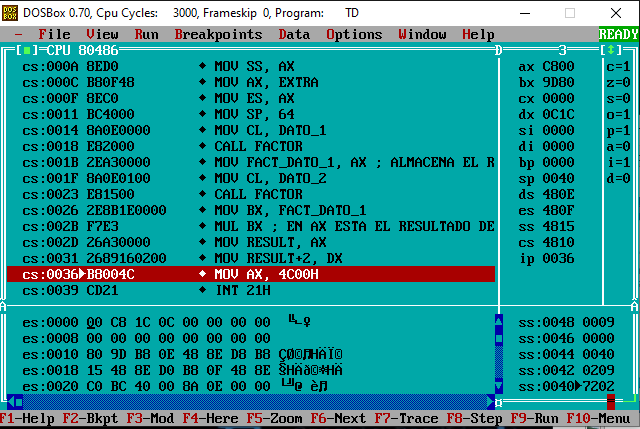 DOSBox 0.70, Cpu Cycles: 3000, Frameskip 0, Program: TD
- File View Run Breakpoints Data Options Window Help READY
[■]=CPU 80486 D 3 [↕]
cs:000A 8ED0 ♦ MOV SS, AX ax C800 c=1
cs:000C B80F48 ♦ MOV AX, EXTRA bx 9D80 z=0
cs:000F 8EC0 ♦ MOV ES, AX cx 0000 s=0
cs:0011 BC4000 ♦ MOV SP, 64 dx 0C1C o=1
cs:0014 8A0E0000 ♦ MOV CL, DATO_1 si 0000 p=1
cs:0018 E82000 ♦ CALL FACTOR di 0000 a=0
cs:001B 2EA30000 ♦ MOV FACT_DATO_1, AX ; ALMACENA EL R bp 0000 i=1
cs:001F 8A0E0100 ♦ MOV CL, DATO_2 sp 0040 d=0
cs:0023 E81500 ♦ CALL FACTOR ds 480E
cs:0026 2E8B1E0000 ♦ MOV BX, FACT_DATO_1 es 480F
cs:002B F7E3 ♦ MUL BX ; EN AX ESTA EL RESULTADO DE ss 4815
cs:002D 26A30000 ♦ MOV RESULT, AX cs 4810
cs:0031 2689160200 ♦ MOV RESULT+2, DX ip 0036
cs:0036►B8004C ♦ MOV AX, 4C00H
cs:0039 CD21 ♦ INT 21H
es:0000 00 C8 1C 0C 00 00 00 00 ╚∟♀ ss:0048 0009
es:0008 00 00 00 00 00 00 00 00 ss:0046 0000
es:0010 80 9D B8 0E 48 8E D8 B8 ÇØ©♫HÄÏ© ss:0044 0040
es:0018 15 48 8E D0 B8 0F 48 8E §HÄð©☼HÄ ss:0042 0209
es:0020 C0 BC 40 00 8A 0E 00 00 └╝@ è♫ ss:0040►7202
F1-Help F2-Bkpt F3-Mod F4-Here F5-Zoom F6-Next F7-Trace F8-Step F9-Run F10-Menu